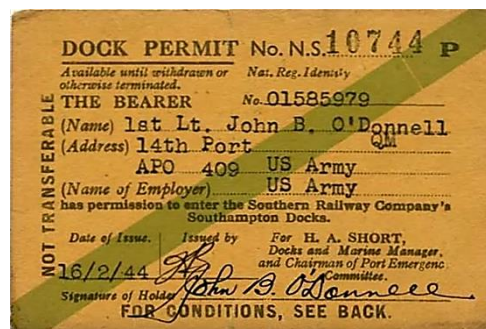 DOCK PERMIT No. N.S. 10744 P
Available until withdrawn or otherwise terminated.
Nat. Reg. Identity
THE BEARER No. 01585979
(Name) 1st Lt. John B. O'Donnell
QM
(Address) 14th Port
APO 409 US Army
(Name of Employer) US Army
has permission to enter the Southern Railway Company's
Southampton Docks.
Date of Issue. Issued by For H. A. SHORT,
Docks and Marine Manager,
and Chairman of Port Emergenc
Committee.
16/2/44
Signature of Holder John B. O'Donnell
FOR CONDITIONS, SEE BACK.
NOT TRANSFERABLE